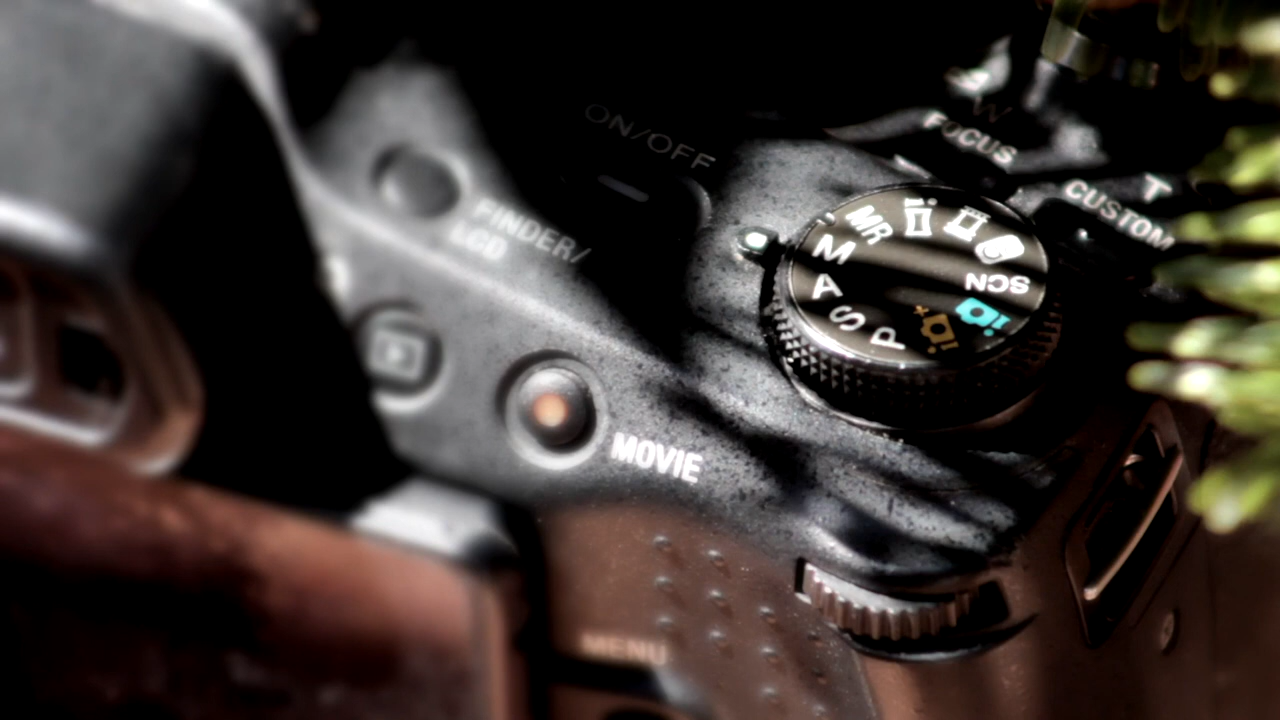 ON/OFF
W
FOCUS
T
CUSTOM
FINDER/
LCD
MR
M
A
S
P
SCN
i
i+
MOVIE
MENU